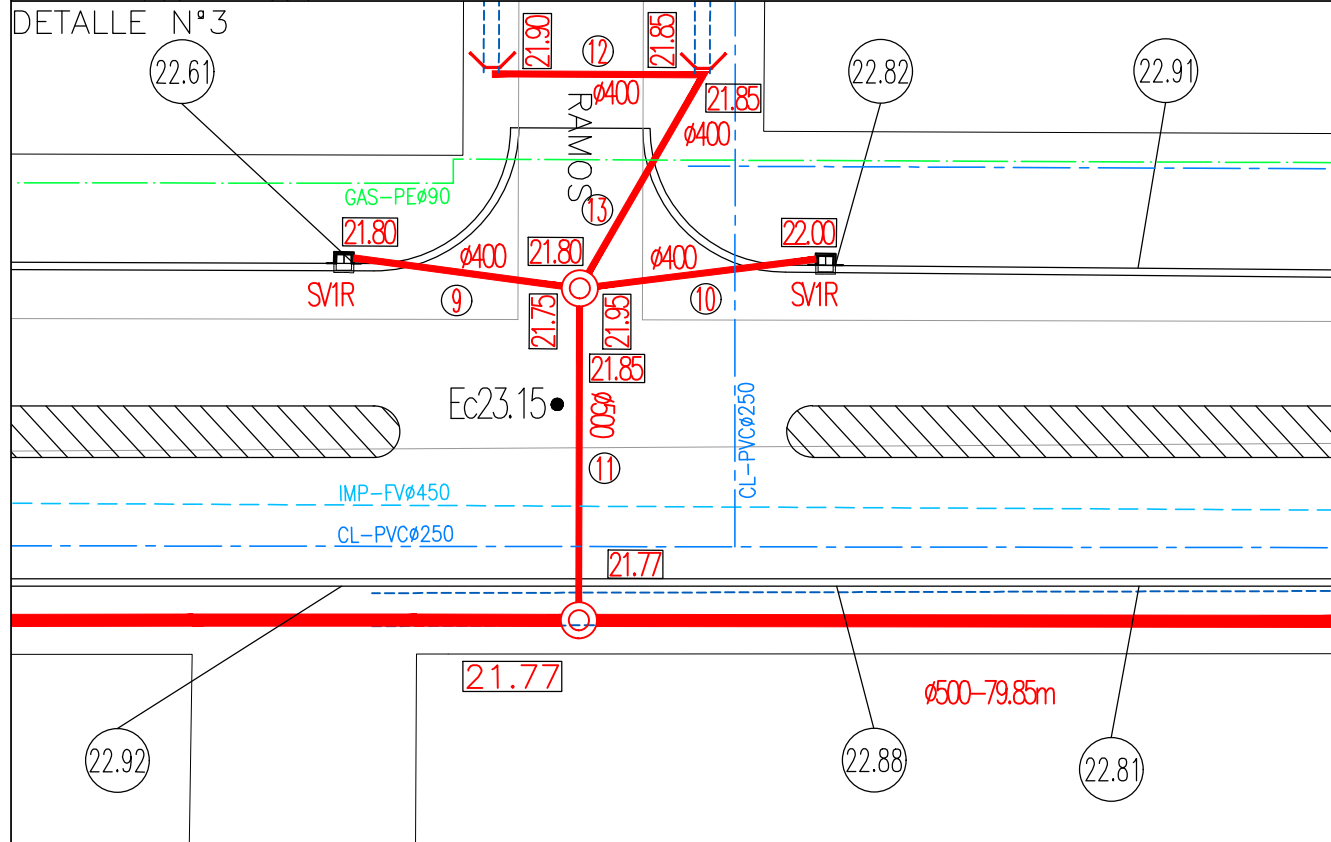 DETALLE N°3
22.61
21.90
12
21.85
22.82
22.91
ø400
21.85
ø400
RAMOS
GAS-PEø90
13
21.80
ø400
21.80
ø400
22.00
SV1R
9
10
SV1R
21.75
21.95
21.85
Ec23.15
ø500
CL-PVCø250
11
IMP-FVø450
CL-PVCø250
21.77
21.77
ø500-79.85m
22.92
22.88
22.81